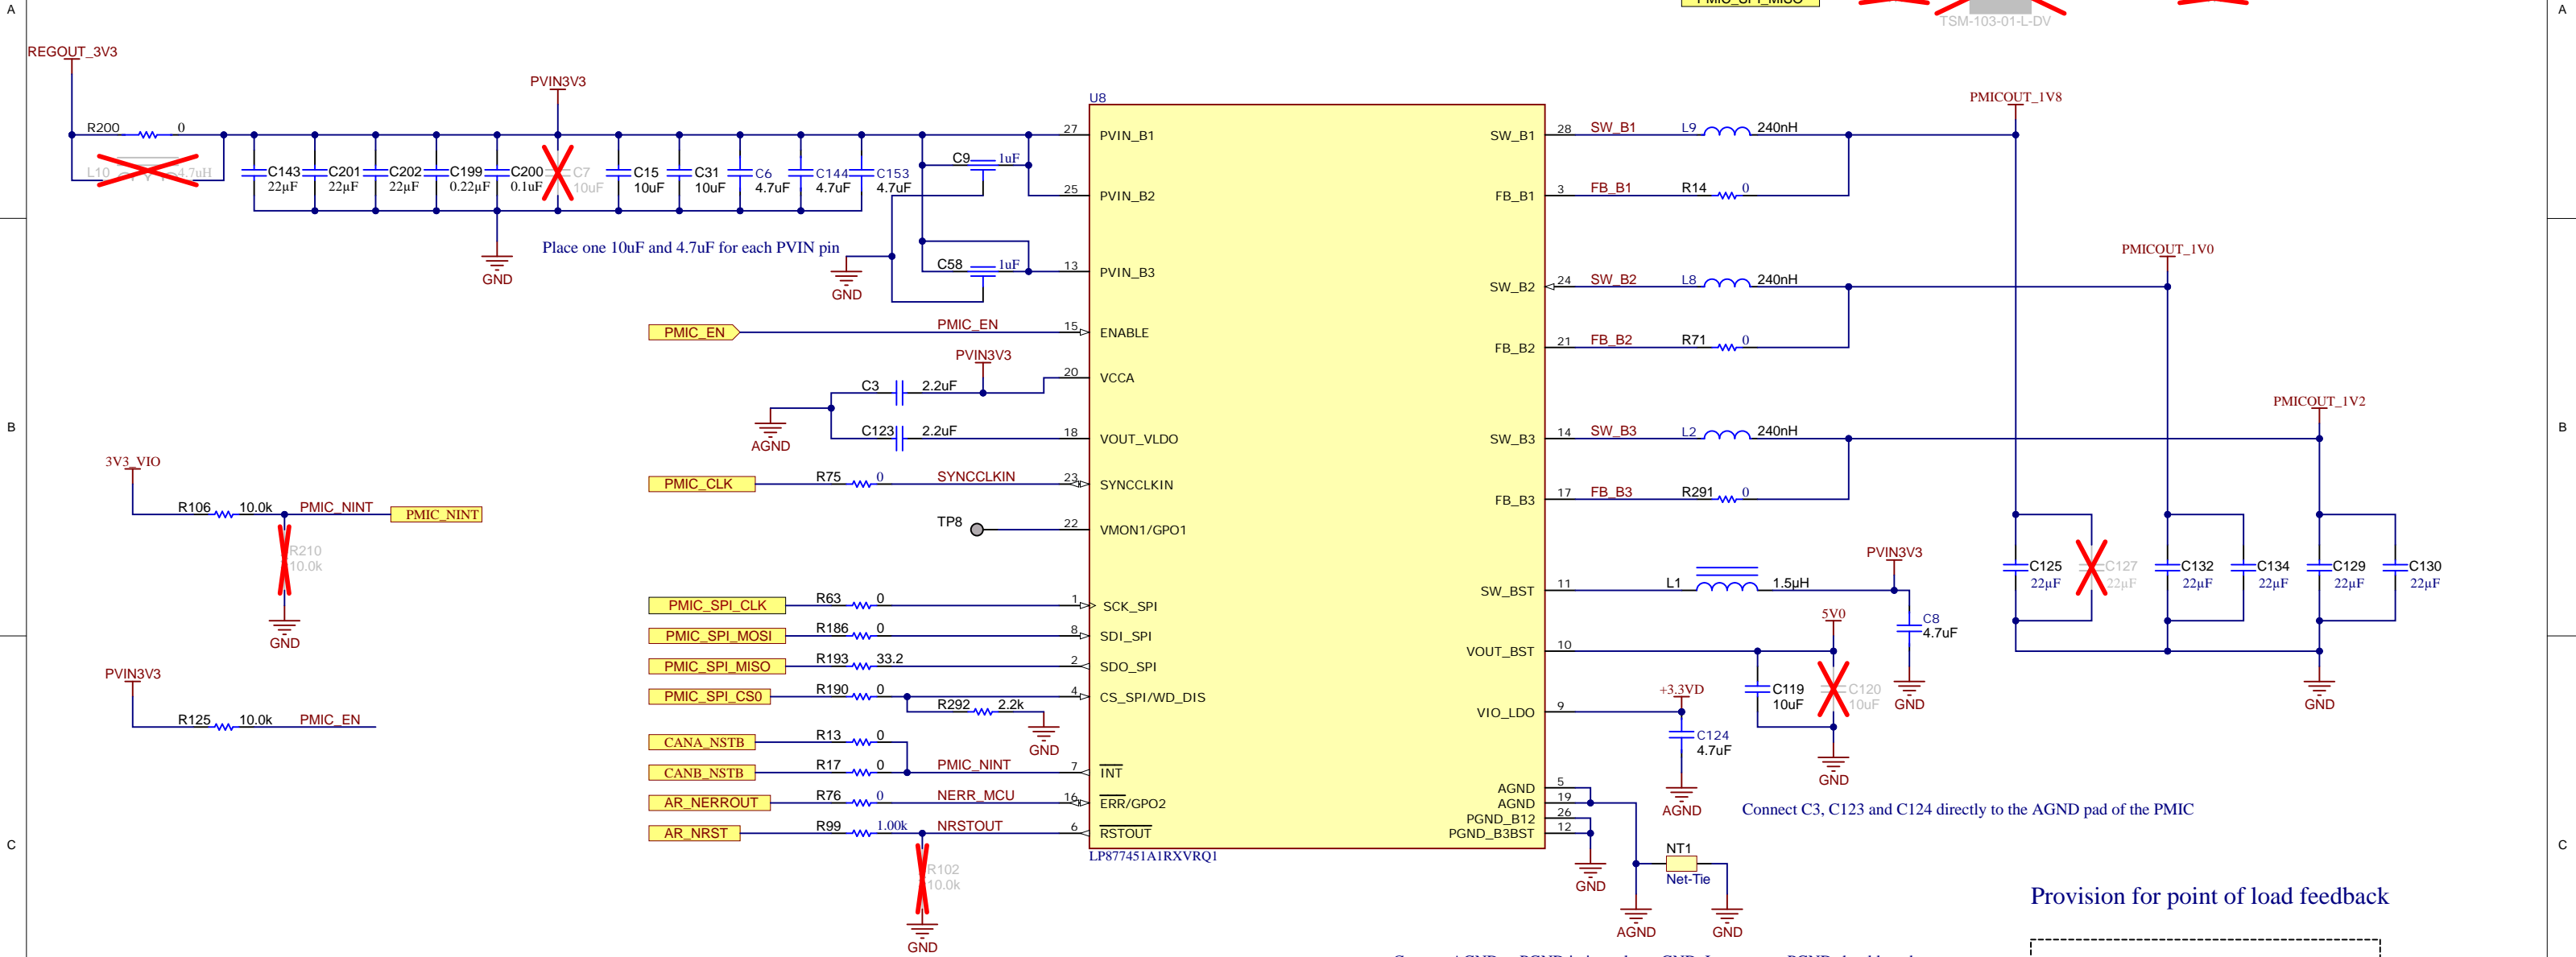 A
A
PMIC_SPI_MISO
TSM-103-01-L-DV
REGOUT_3V3
PVIN3V3
R200 0
L10 4.7uH
C143 22µF
C201 22µF
C202 22µF
C199 0.22µF
C200 0.1uF
C7 10uF
C15 10uF
C31 10uF
C6 4.7uF
C144 4.7uF
C153 4.7uF
C9 1uF
C58 1uF
GND
Place one 10uF and 4.7uF for each PVIN pin
GND
U8
27 PVIN_B1
25 PVIN_B2
13 PVIN_B3
PMIC_EN PMIC_EN 15 ENABLE
PVIN3V3
20 VCCA
C3 2.2uF
AGND
C123 2.2uF 18 VOUT_VLDO
PMIC_CLK R75 0 SYNCCLKIN 23 SYNCCLKIN
TP8 22 VMON1/GPO1
PMIC_SPI_CLK R63 0 1 SCK_SPI
PMIC_SPI_MOSI R186 0 8 SDI_SPI
PMIC_SPI_MISO R193 33.2 2 SDO_SPI
PMIC_SPI_CS0 R190 0 4 CS_SPI/WD_DIS
R292 2.2k
GND
CANA_NSTB R13 0
CANB_NSTB R17 0 PMIC_NINT 7 INT
AR_NERROUT R76 0 NERR_MCU 16 ERR/GPO2
AR_NRST R99 1.00k NRSTOUT 6 RSTOUT
LP877451A1RXVRQ1
R102
10.0k
GND
B
3V3_VIO
R106 10.0k PMIC_NINT PMIC_NINT
R210
10.0k
GND
PVIN3V3
R125 10.0k PMIC_EN
C
SW_B1 28 SW_B1 L9 240nH
FB_B1 3 FB_B1 R14 0
SW_B2 24 SW_B2 L8 240nH
FB_B2 21 FB_B2 R71 0
SW_B3 14 SW_B3 L2 240nH
FB_B3 17 FB_B3 R291 0
PMICOUT_1V8
PMICOUT_1V0
PMICOUT_1V2
B
C125 22µF
C127 22µF
C132 22µF
C134 22µF
C129 22µF
C130 22µF
GND
PVIN3V3
SW_BST 11 L1 1.5µH
C8
4.7uF
GND
5V0
VOUT_BST 10
C119
10uF
C120
10uF
GND
+3.3VD
VIO_LDO 9
C124
4.7uF
AGND
AGND 5
AGND 19
PGND_B12 26
PGND_B3BST 12
GND
Connect C3, C123 and C124 directly to the AGND pad of the PMIC
NT1
Net-Tie
AGND
GND
C
Provision for point of load feedback